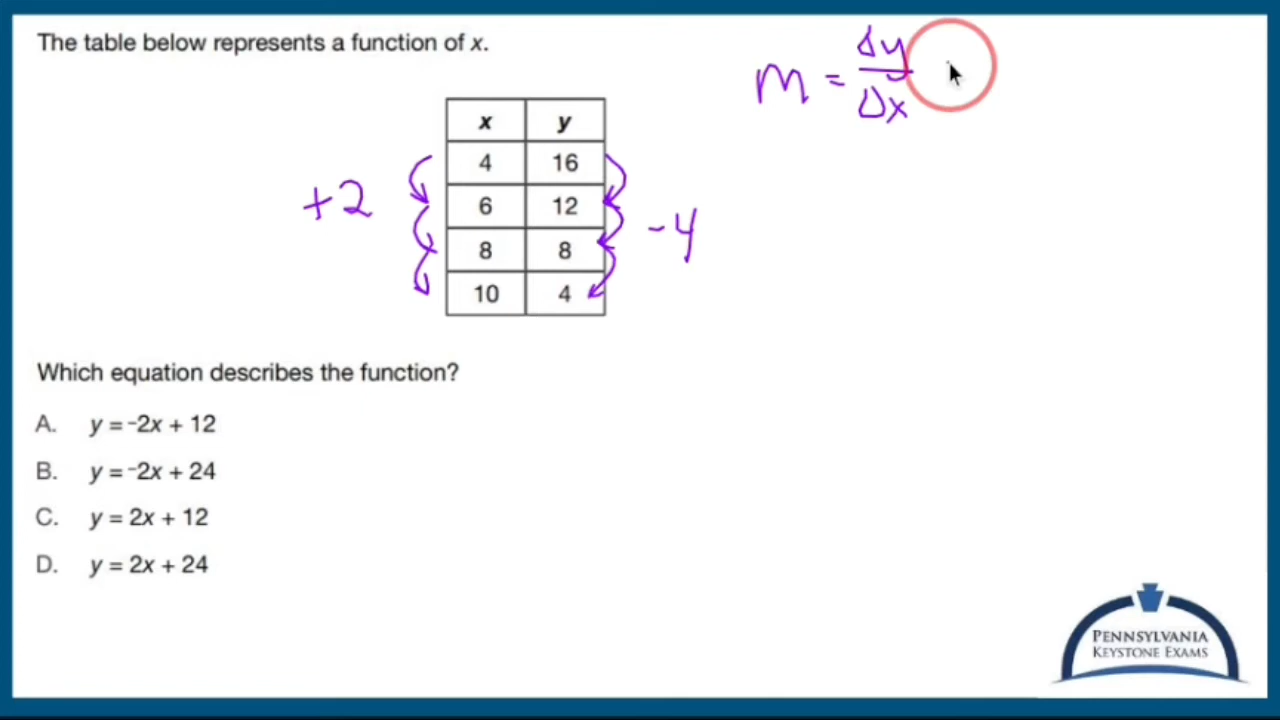 The table below represents a function of x.
m = Δy/Δx
x y
4 16
6 12
8 8
10 4
+2
-4
Which equation describes the function?
A. y = ⁻2x + 12
B. y = ⁻2x + 24
C. y = 2x + 12
D. y = 2x + 24
PENNSYLVANIA
KEYSTONE EXAMS